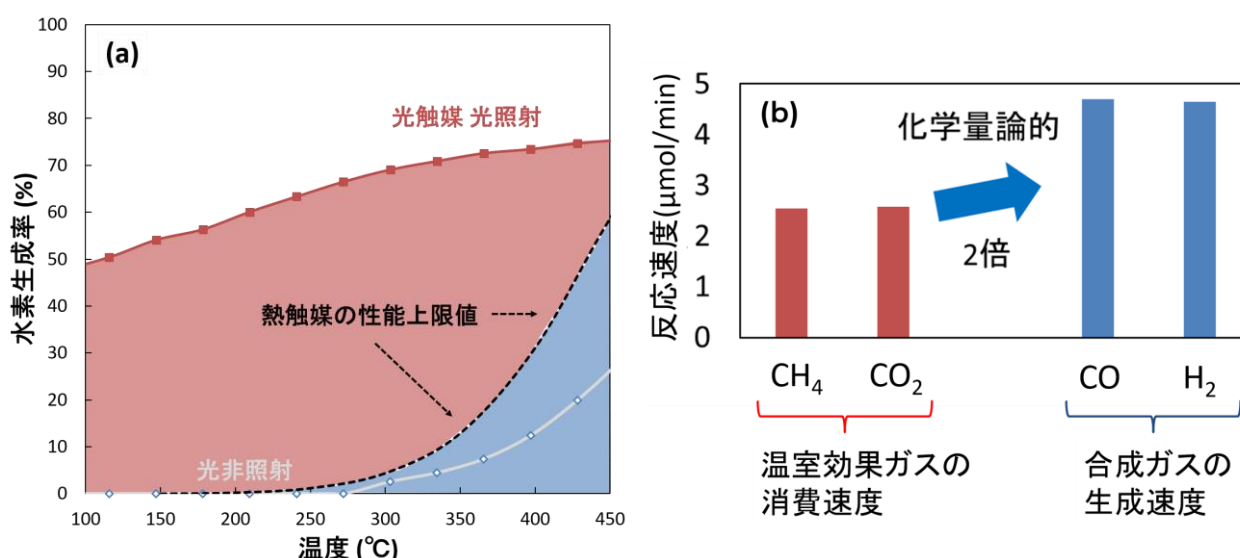 (a)
100
90
80
70
60
50
40
30
20
10
0
水素生成率 (%)
光触媒 光照射
熱触媒の性能上限値
光非照射
100 150 200 250 300 350 400 450
温度 (℃)
(b)
5
4
3
2
1
0
反応速度(μmol/min)
化学量論的
2倍
CH₄ CO₂ CO H₂
温室効果ガスの
消費速度
合成ガスの
生成速度